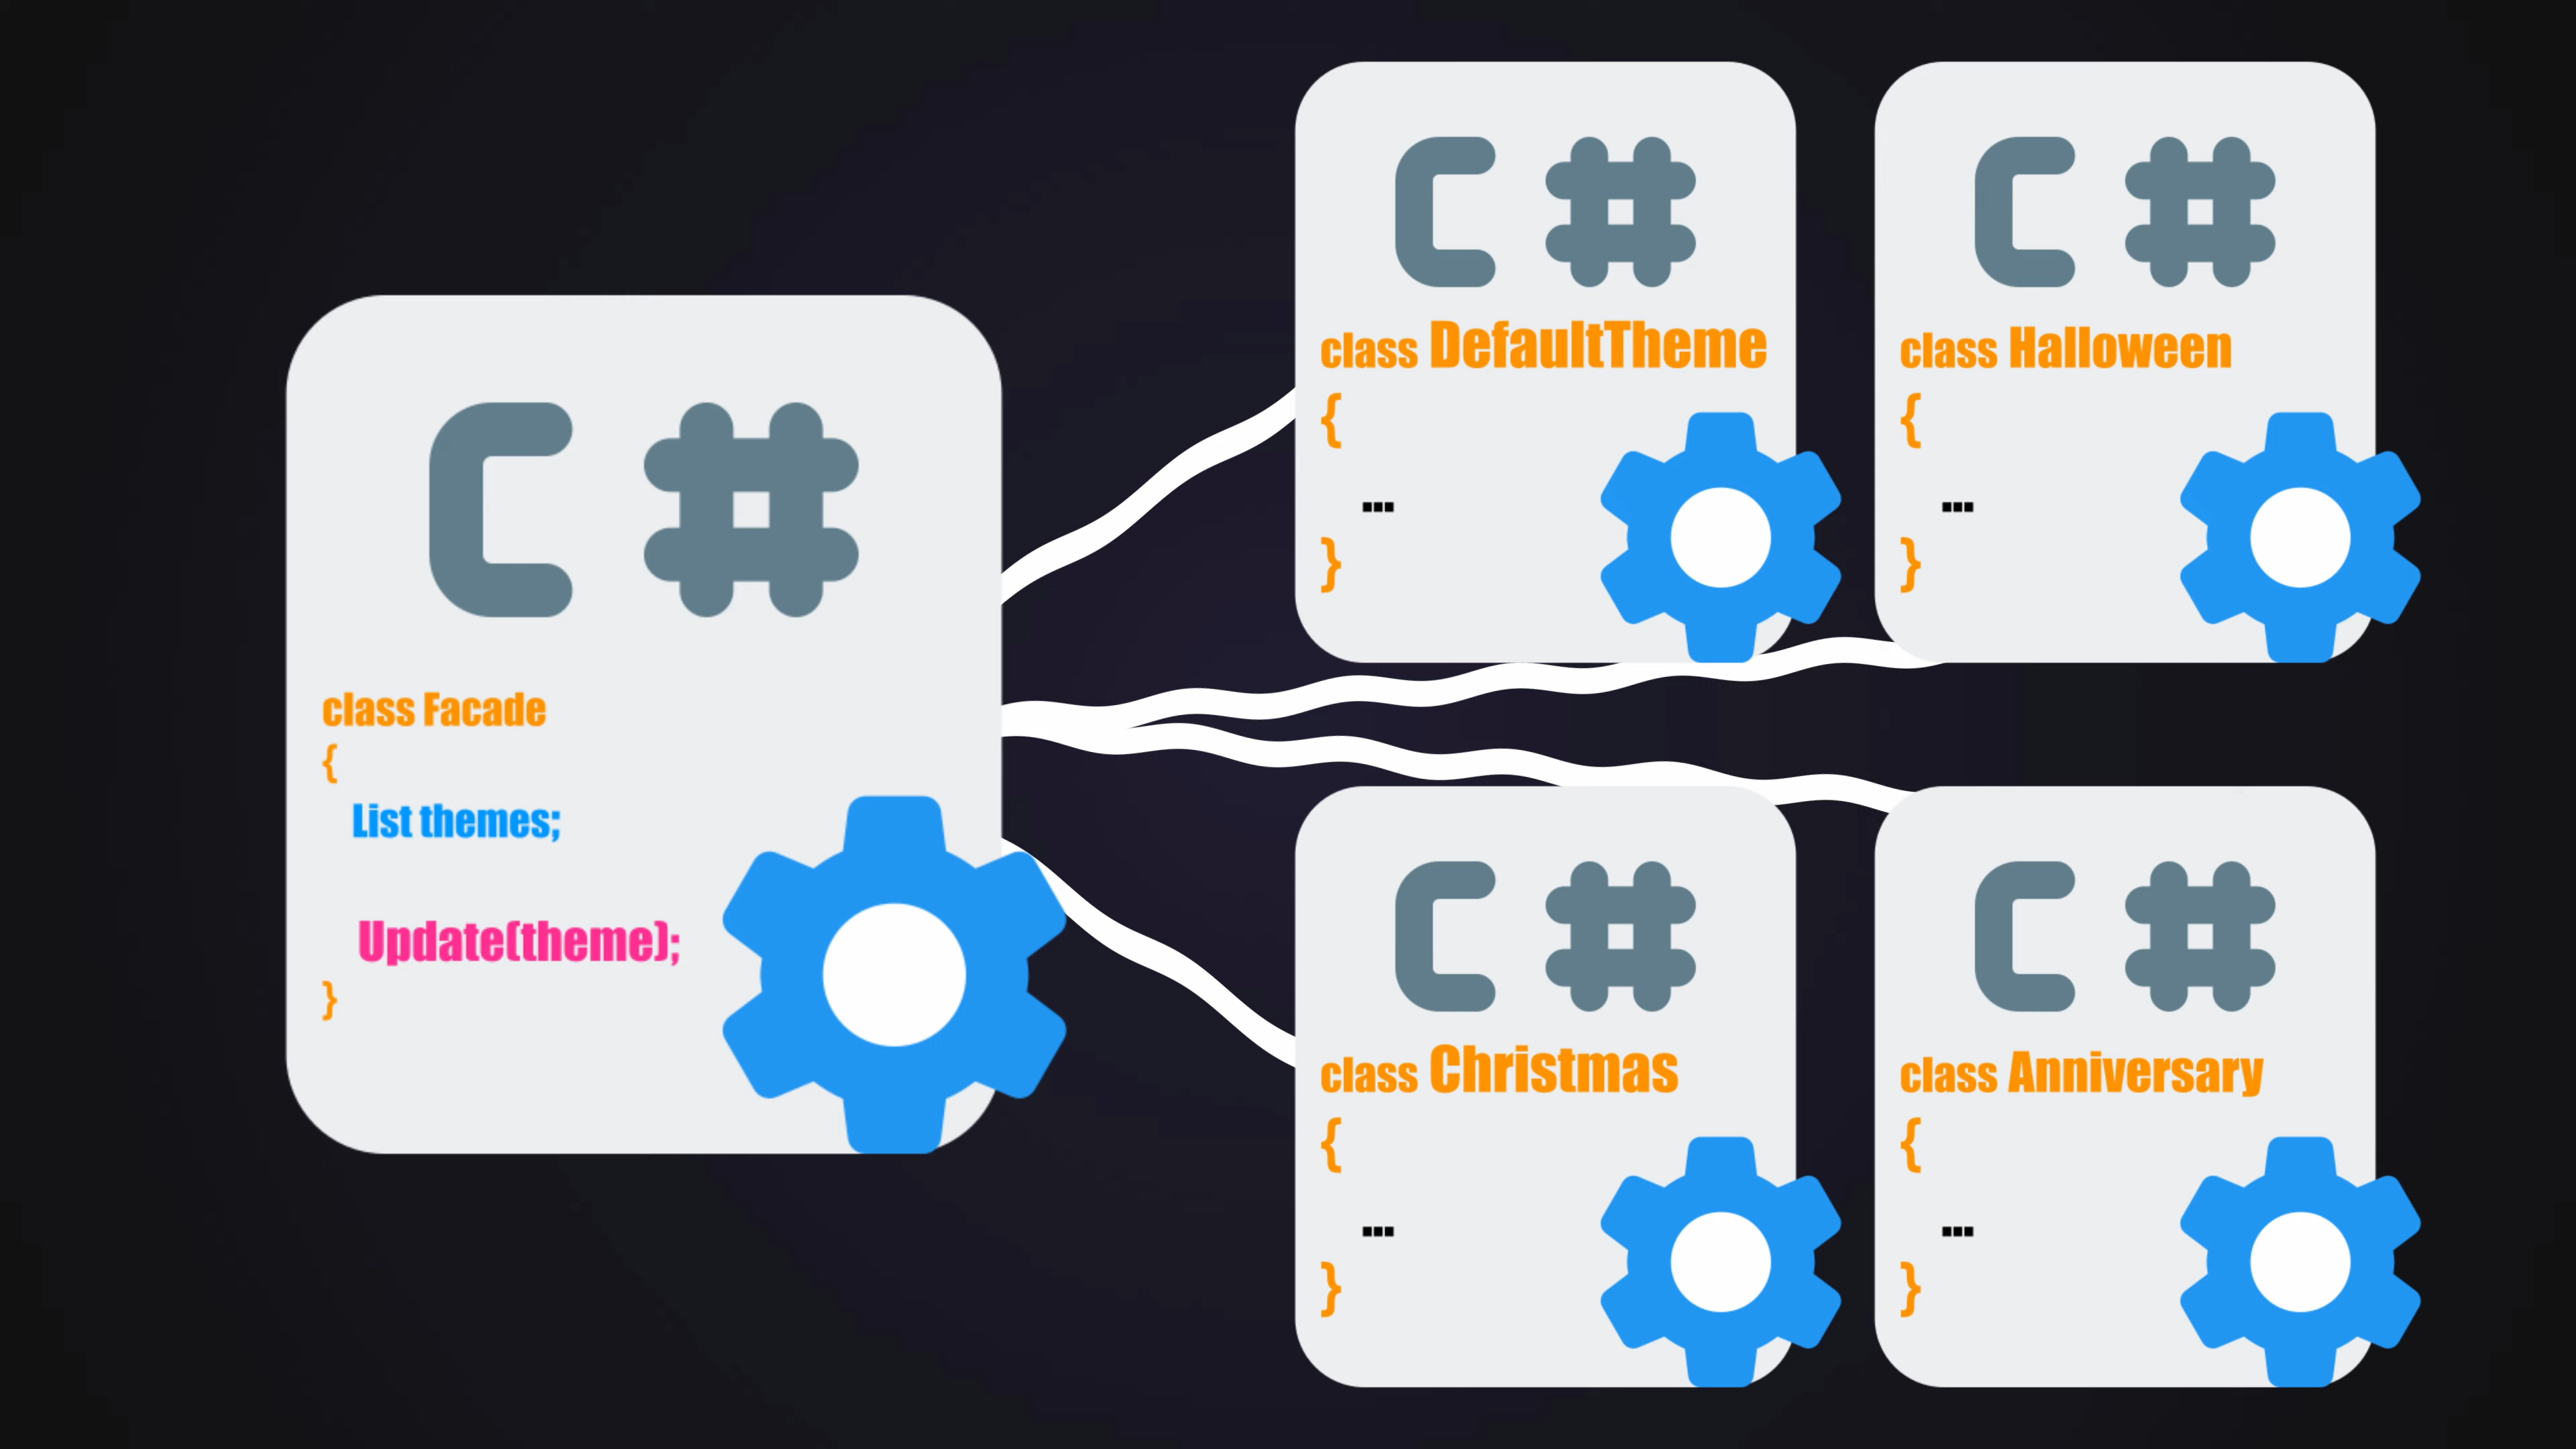 C#
class Facade
{
List themes;
Update(theme);
}
C#
class DefaultTheme
{
...
}
C#
class Halloween
{
...
}
C#
class Christmas
{
...
}
C#
class Anniversary
{
...
}